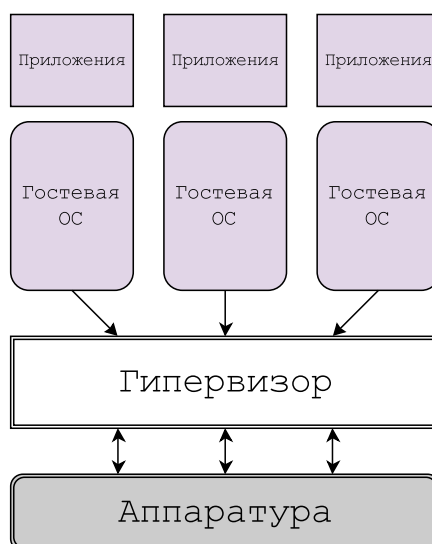 Приложения
Приложения
Приложения
Гостевая
ОС
Гостевая
ОС
Гостевая
ОС
Гипервизор
Аппаратура